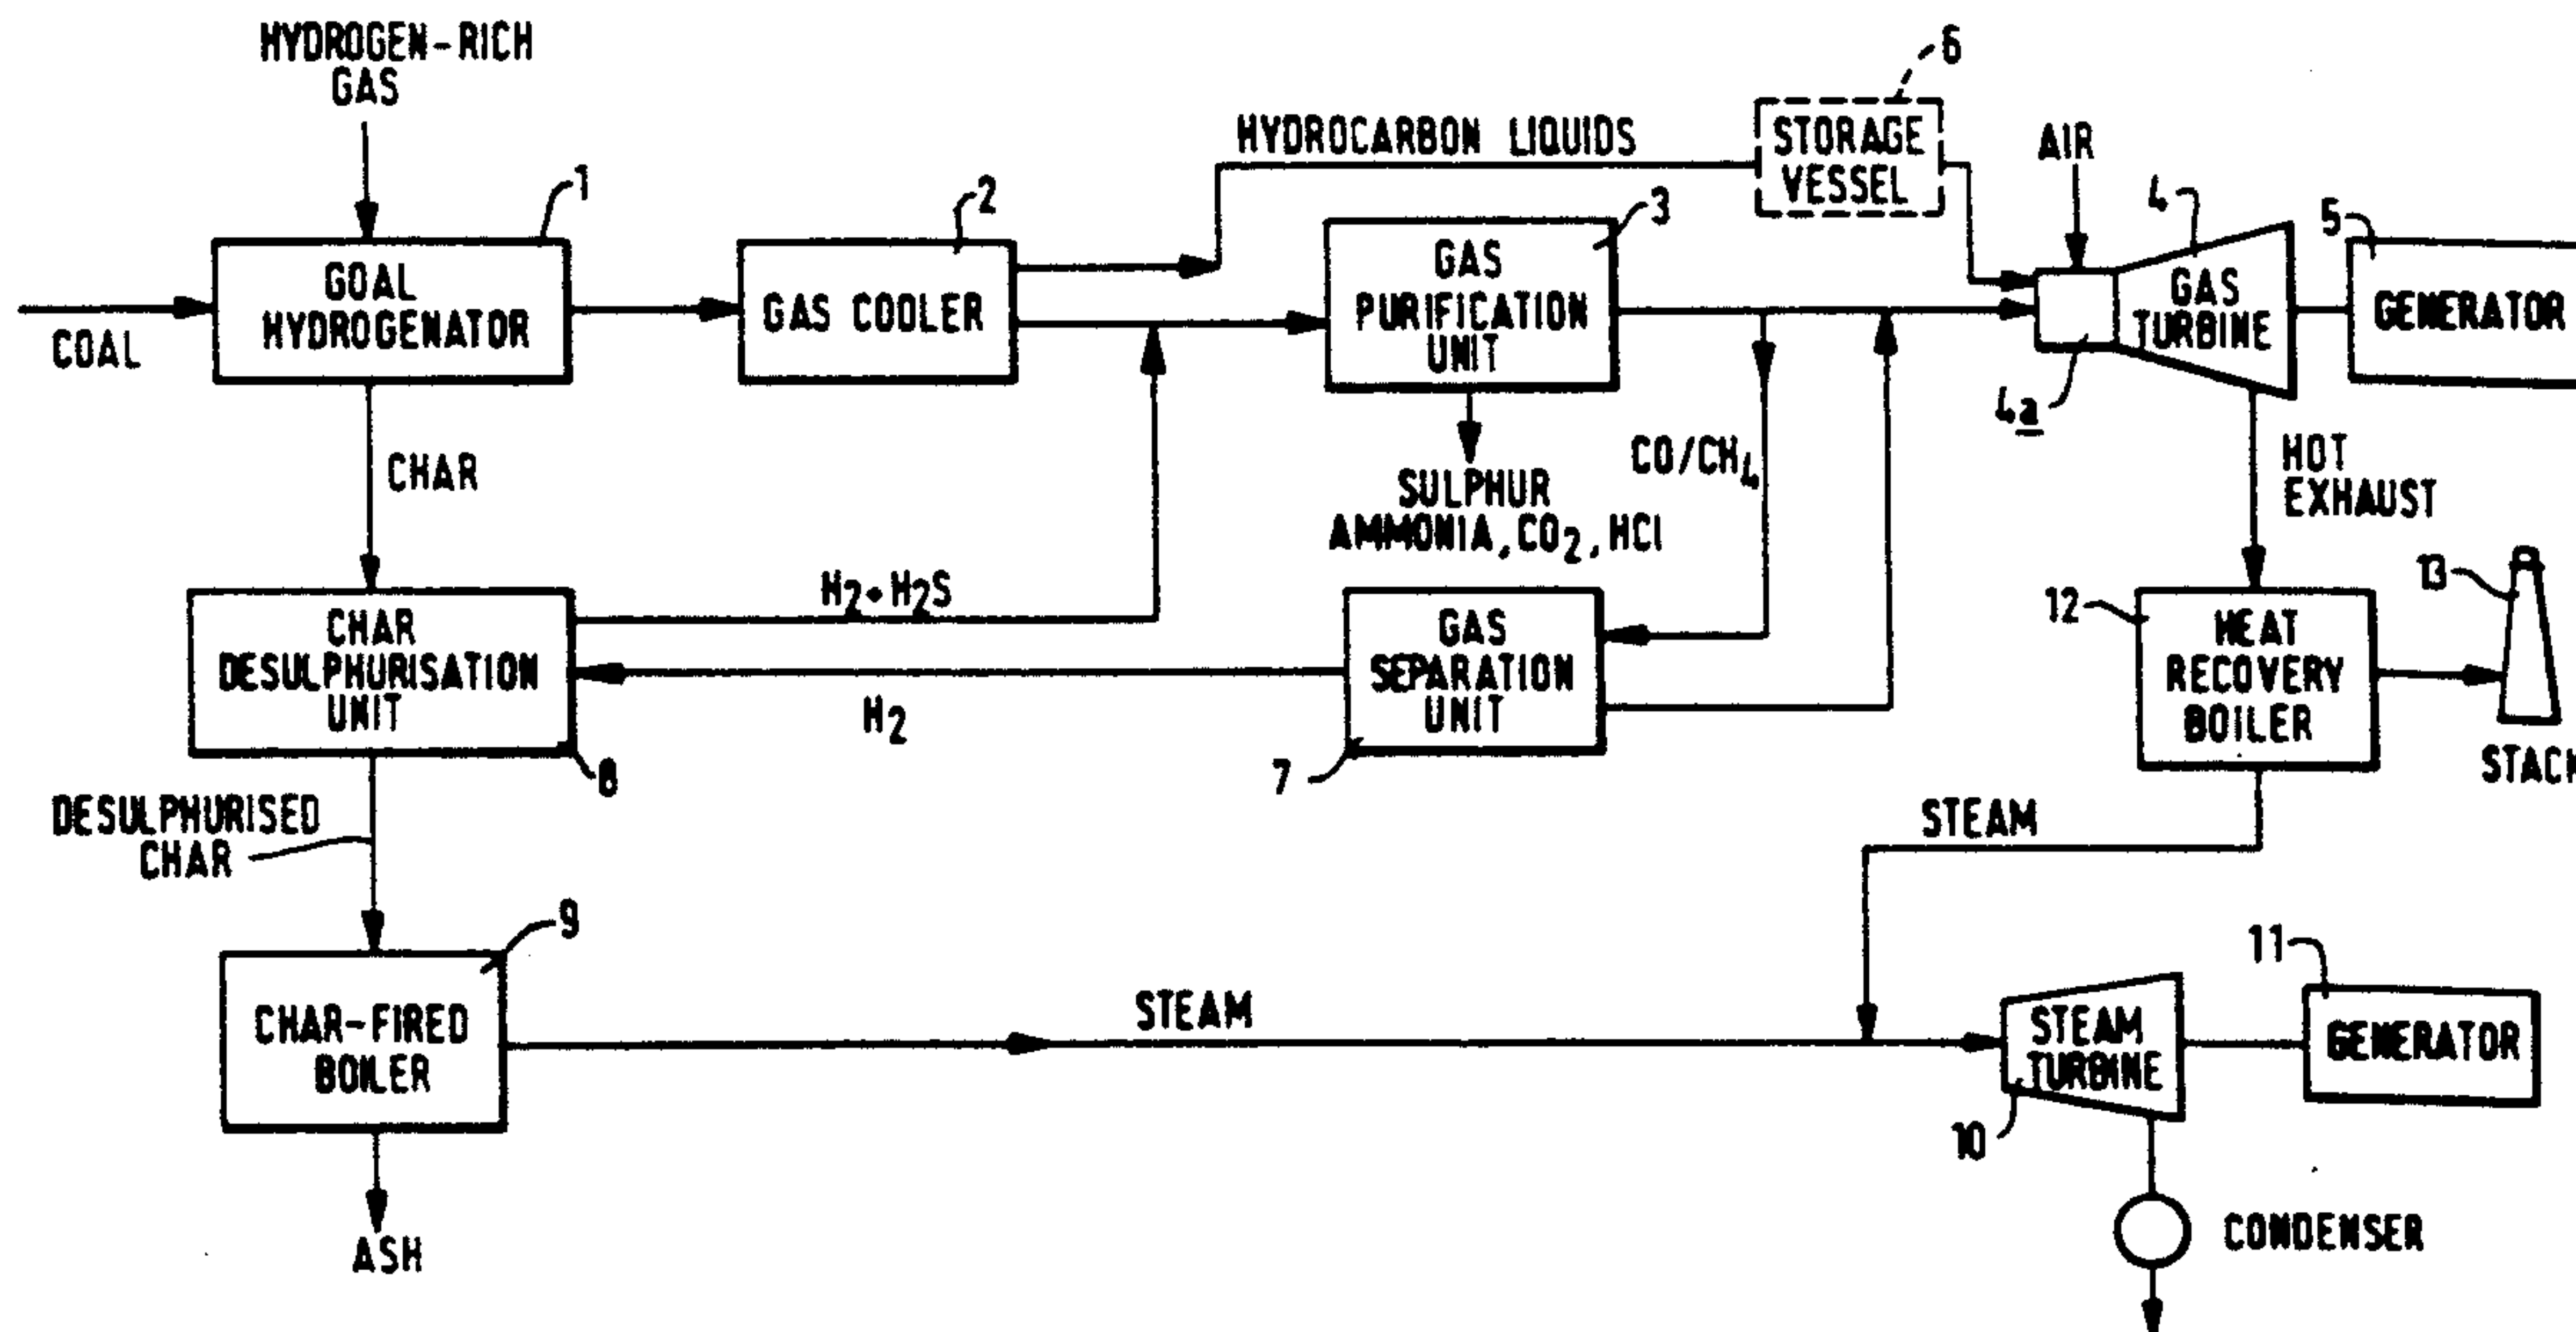 HYDROGEN-RICH
GAS
1
GOAL
HYDROGENATOR
COAL
2
GAS COOLER
HYDROCARBON LIQUIDS
6
STORAGE
VESSEL
3
GAS
PURIFICATION
UNIT
AIR
4
GAS
TURBINE
4a
5
GENERATOR
CHAR
SULPHUR
AMMONIA, CO2, HCl
CO/CH4
HOT
EXHAUST
CHAR
DESULPHURISATION
UNIT
8
H2+H2S
H2
GAS
SEPARATION
UNIT
7
12
HEAT
RECOVERY
BOILER
13
STACK
DESULPHURISED
CHAR
STEAM
9
CHAR-FIRED
BOILER
STEAM
STEAM
TURBINE
10
11
GENERATOR
ASH
CONDENSER